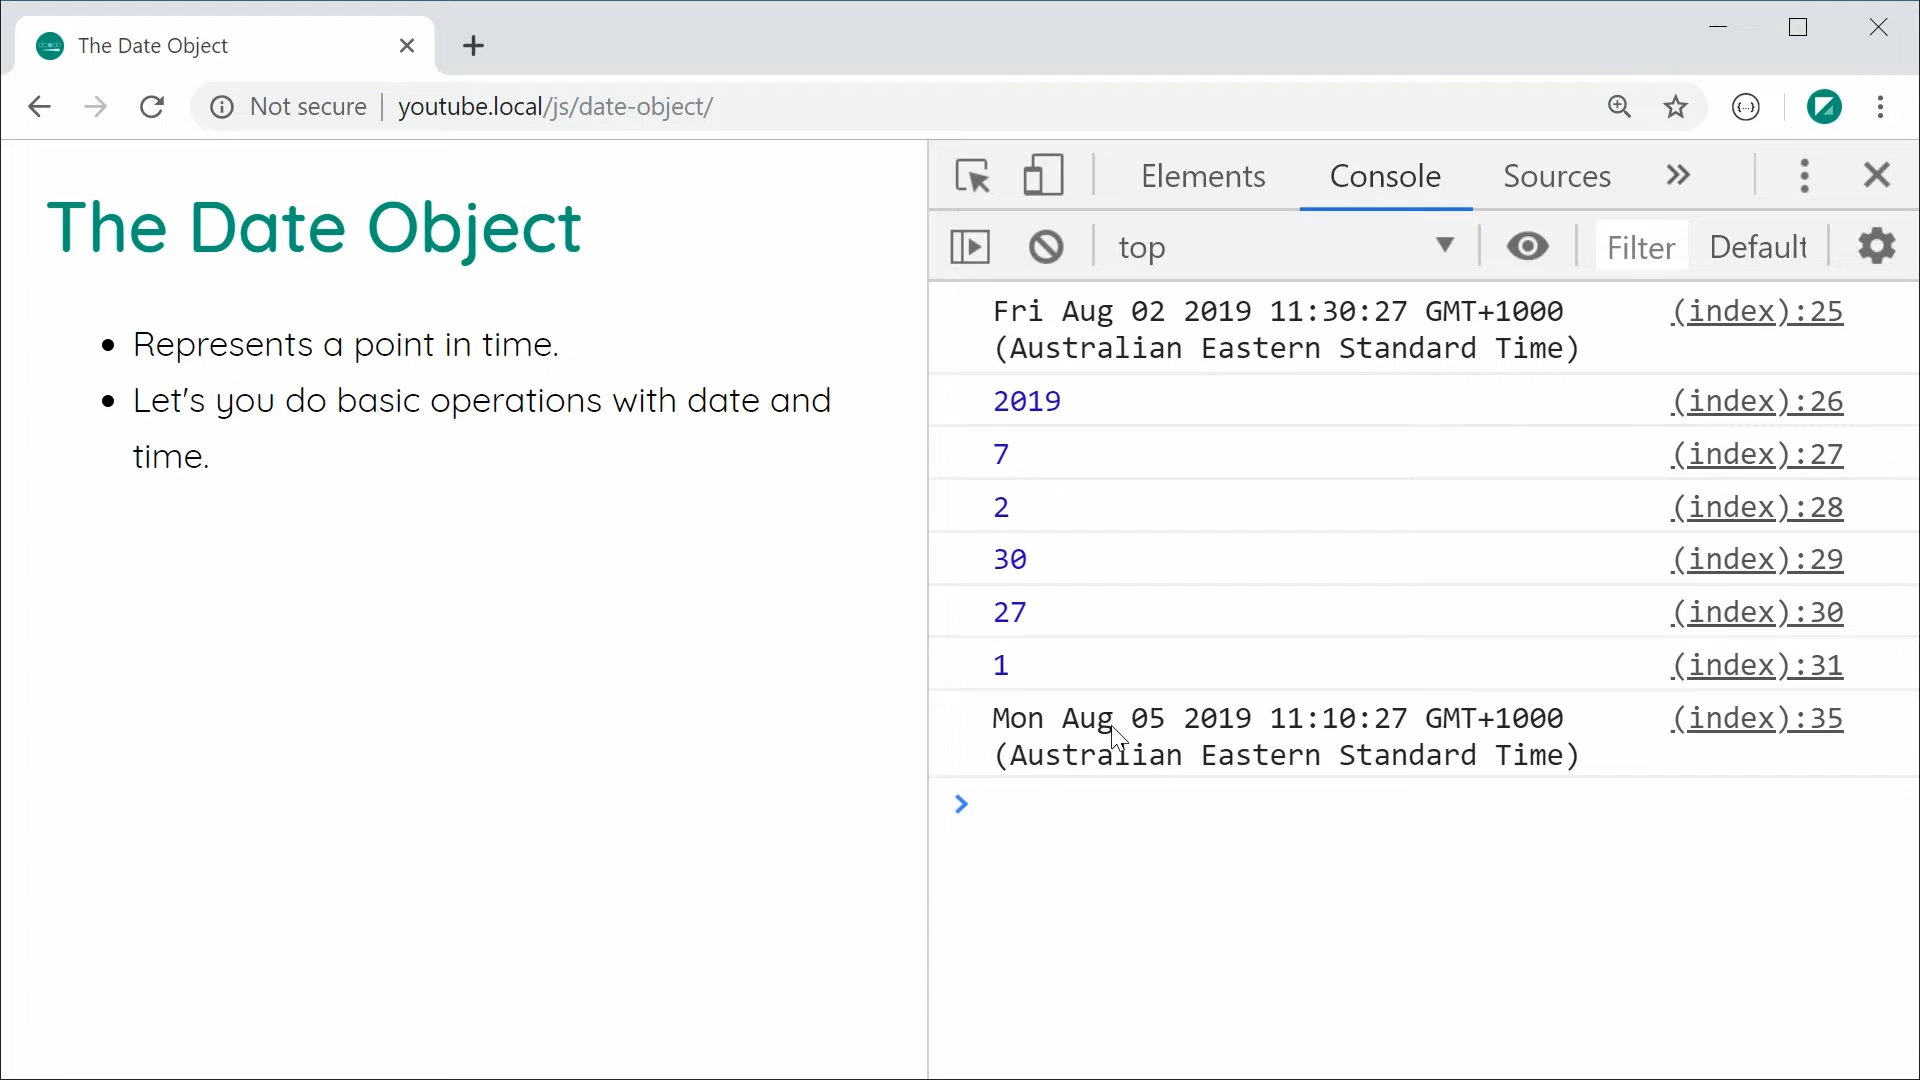 The Date Object
Not secure
youtube.local/js/date-object/
The Date Object
Represents a point in time.
Let's you do basic operations with date and
time.
Elements
Console
Sources
top
Filter
Default
Fri Aug 02 2019 11:30:27 GMT+1000
(index):25
(Australian Eastern Standard Time)
2019
(index):26
7
(index):27
2
(index):28
30
(index):29
27
(index):30
1
(index):31
Mon Aug 05 2019 11:10:27 GMT+1000
(index):35
(Australian Eastern Standard Time)